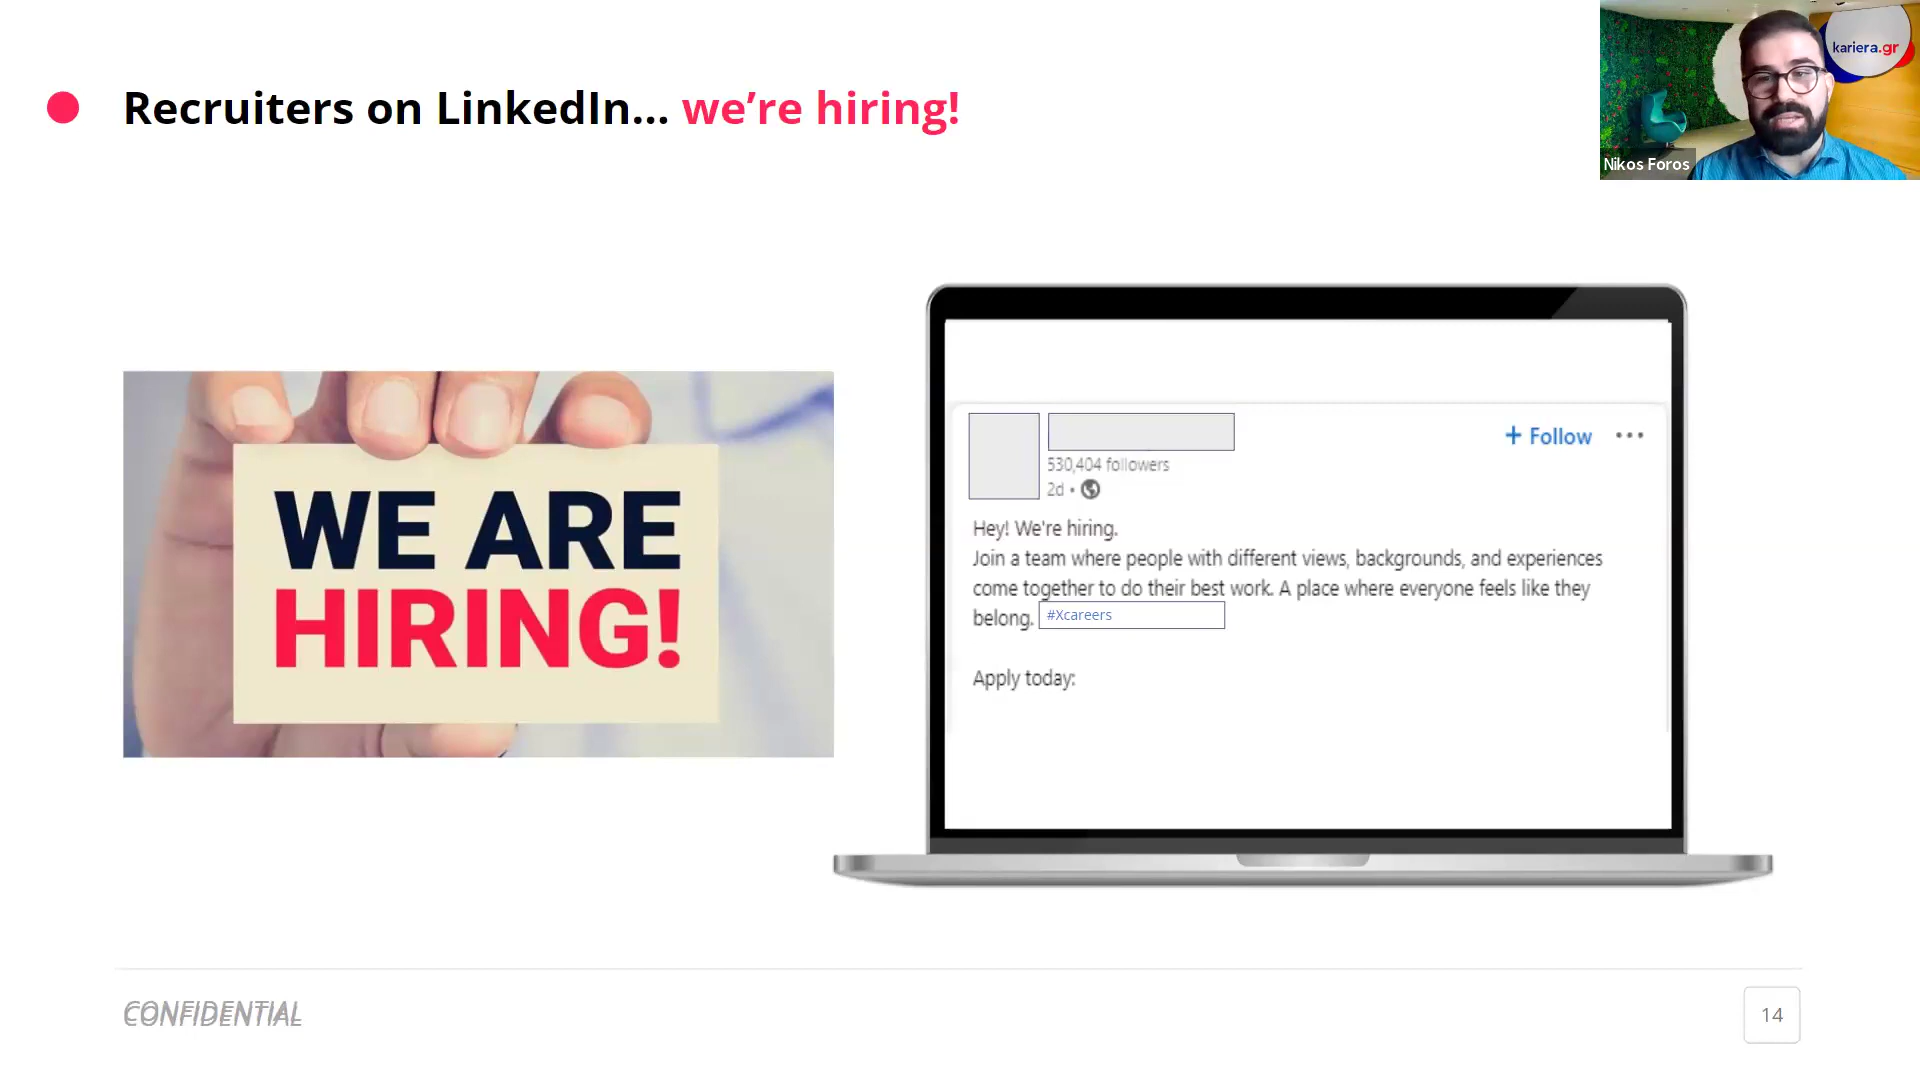 Recruiters on LinkedIn... we’re hiring!
kariera.gr
Nikos Foros
WE ARE
HIRING!
+ Follow •••
530,404 followers
2d •
Hey! We're hiring.
Join a team where people with different views, backgrounds, and experiences
come together to do their best work. A place where everyone feels like they
belong. #Xcareers
Apply today:
CONFIDENTIAL
14